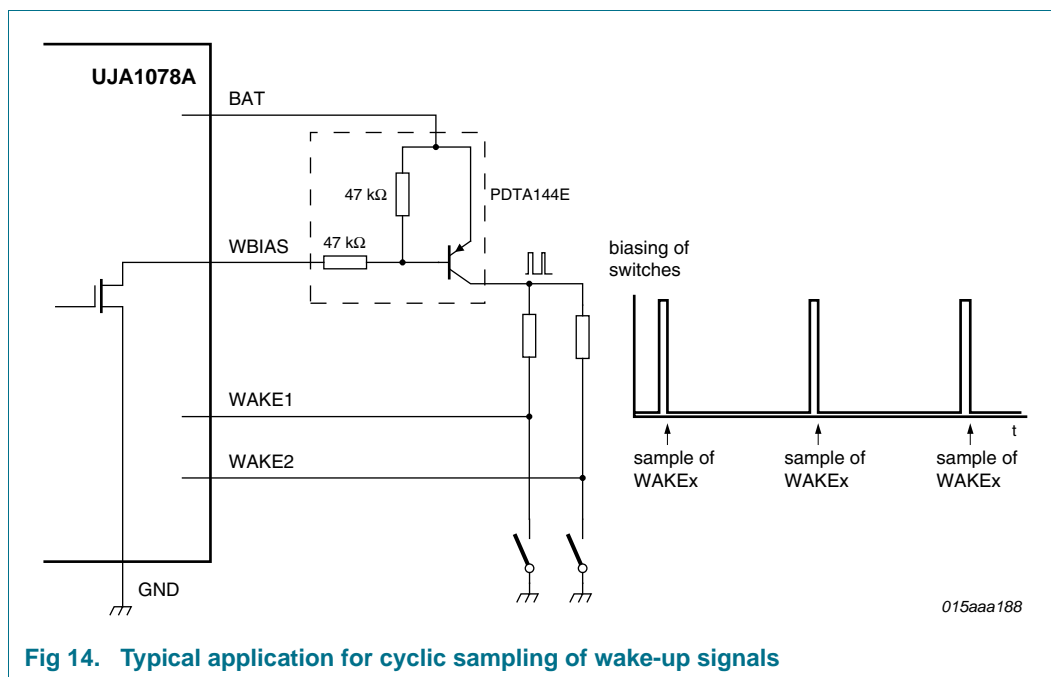 UJA1078A
BAT
47 kΩ
PDTA144E
WBIAS
47 kΩ
biasing of
switches
WAKE1
t
sample of
WAKEx
sample of
WAKEx
sample of
WAKEx
WAKE2
GND
015aaa188
Fig 14. Typical application for cyclic sampling of wake-up signals